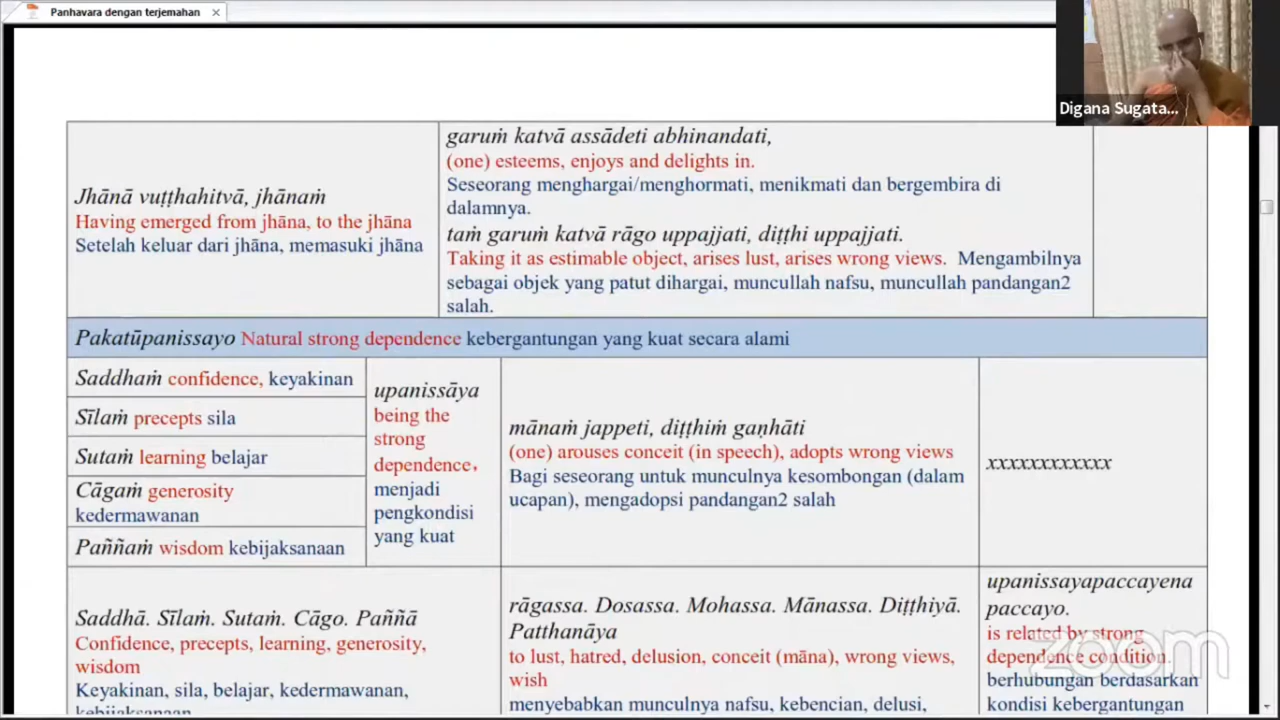 Panhavara dengan terjemahan
Digana Sugata...
Jhānā vuṭṭhahitvā, jhānaṁ
Having emerged from jhāna, to the jhāna
Setelah keluar dari jhāna, memasuki jhāna
garuṁ katvā assādeti abhinandati,
(one) esteems, enjoys and delights in.
Seseorang menghargai/menghormati, menikmati dan bergembira di
dalamnya.
taṁ garuṁ katvā rāgo uppajjati, diṭṭhi uppajjati.
Taking it as estimable object, arises lust, arises wrong views. Mengambilnya
sebagai objek yang patut dihargai, muncullah nafsu, muncullah pandangan2
salah.
Pakatūpanissayo Natural strong dependence kebergantungan yang kuat secara alami
Saddhaṁ confidence, keyakinan
Sīlaṁ precepts sila
Sutaṁ learning belajar
Cāgaṁ generosity
kedermawanan
Paññaṁ wisdom kebijaksanaan
upanissāya
being the
strong
dependence,
menjadi
pengkondisi
yang kuat
mānaṁ jappeti, diṭṭhiṁ gaṇhāti
(one) arouses conceit (in speech), adopts wrong views
Bagi seseorang untuk munculnya kesombongan (dalam
ucapan), mengadopsi pandangan2 salah
xxxxxxxxxxxx
Saddhā. Sīlaṁ. Sutaṁ. Cāgo. Paññā
Confidence, precepts, learning, generosity,
wisdom
Keyakinan, sila, belajar, kedermawanan,
kebijaksanaan
rāgassa. Dosassa. Mohassa. Mānassa. Diṭṭhiyā.
Patthanāya
to lust, hatred, delusion, conceit (māna), wrong views,
wish
menyebabkan munculnya nafsu, kebencian, delusi,
upanissayapaccayena
paccayo.
is related by strong
dependence condition.
berhubungan berdasarkan
kondisi kebergantungan
zoom